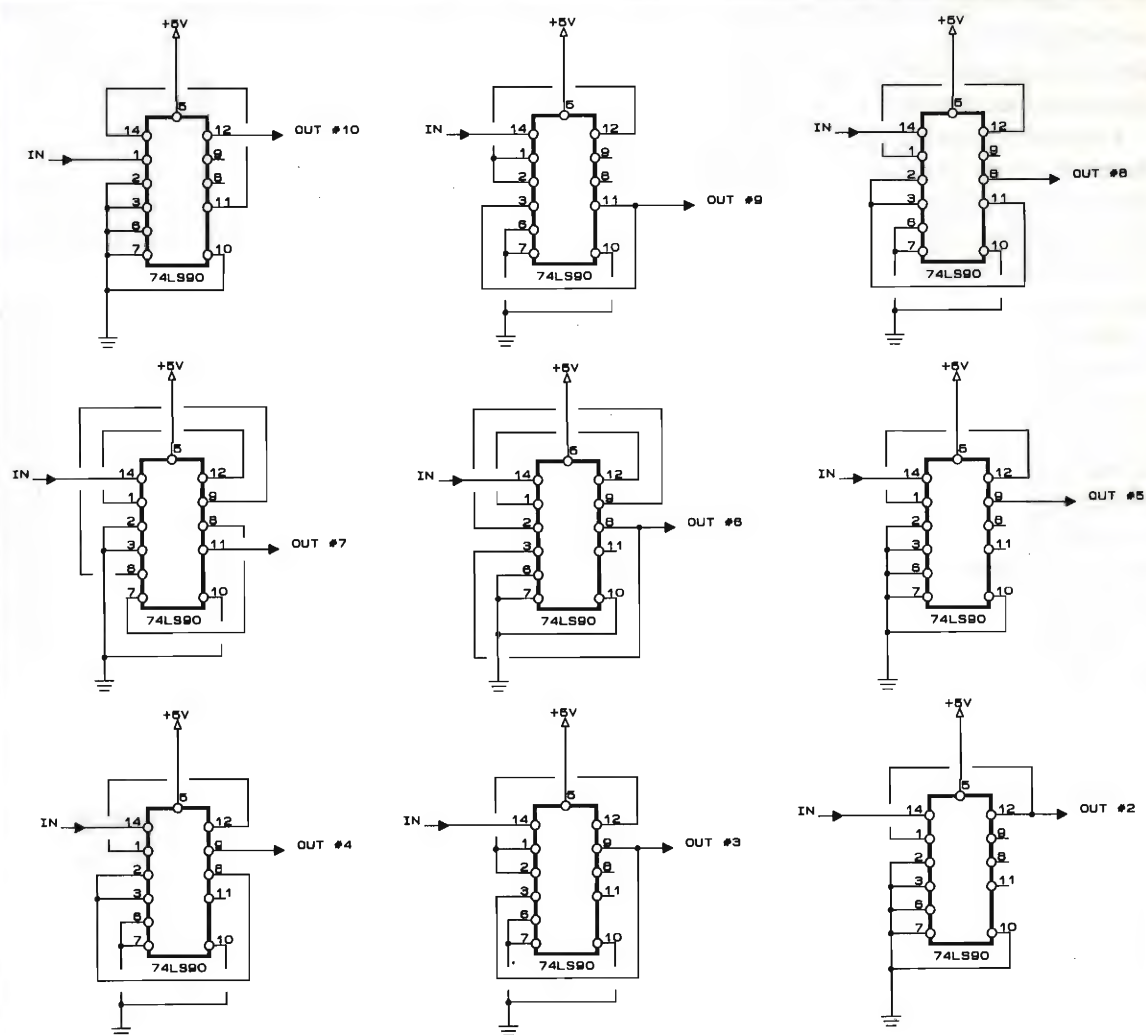 +5V
5
14 12 OUT #10
IN 1 9
2 8
3 11
6
7 10
74LS90
+5V
5
IN 14 12
1 9
2 8
3 11 OUT #9
6
7 10
74LS90
+5V
5
IN 14 12
1 9
2 8 OUT #8
3 11
6
7 10
74LS90
+5V
5
IN 14 12
1 9
2 8
3 11 OUT #7
6
7 10
74LS90
+5V
5
IN 14 12
1 9
2 8 OUT #6
3 11
6
7 10
74LS90
+5V
5
IN 14 12
1 9 OUT #5
2 8
3 11
6
7 10
74LS90
+5V
5
IN 14 12
1 9 OUT #4
2 8
3 11
6
7 10
74LS90
+5V
5
IN 14 12
1 9 OUT #3
2 8
3 11
6
7 10
74LS90
+5V
5
IN 14 12 OUT #2
1 9
2 8
3 11
6
7 10
74LS90